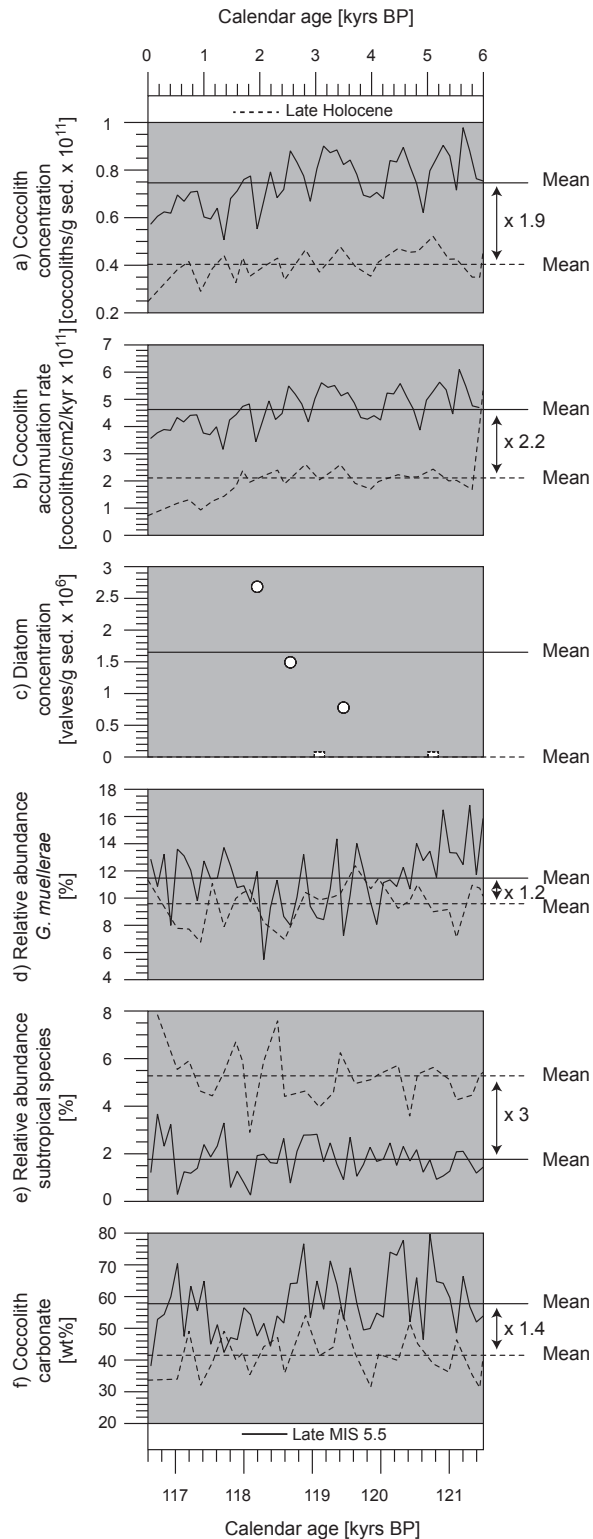 Calendar age [kyrs BP]
0 1 2 3 4 5 6
Late Holocene
a) Coccolith
concentration
[coccoliths/g sed. x 10¹¹]
1
0.8
0.6
0.4
0.2
Mean
x 1.9
Mean
b) Coccolith
accumulation rate
[coccoliths/cm2/kyr x 10¹¹]
7
6
5
4
3
2
1
0
Mean
x 2.2
Mean
c) Diatom
concentration
[valves/g sed. x 10⁶]
3
2.5
2
1.5
1
0.5
0
Mean
Mean
d) Relative abundance
G. muellerae
[%]
18
16
14
12
10
8
6
4
Mean
x 1.2
Mean
e) Relative abundance
subtropical species
[%]
8
6
4
2
0
Mean
x 3
Mean
f) Coccolith
carbonate
[wt%]
80
70
60
50
40
30
20
Mean
x 1.4
Mean
Late MIS 5.5
117 118 119 120 121
Calendar age [kyrs BP]